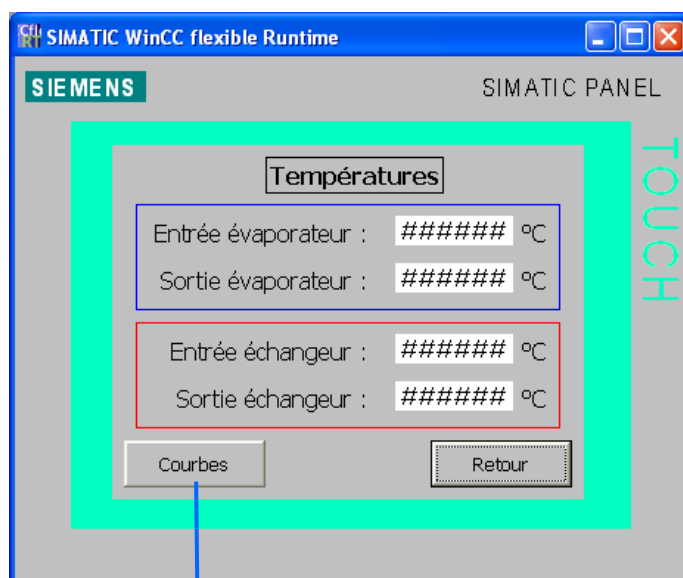 SIMATIC WinCC flexible Runtime
SIEMENS
SIMATIC PANEL
TOUCH
Températures
Entrée évaporateur : ###### °C
Sortie évaporateur : ###### °C
Entrée échangeur : ###### °C
Sortie échangeur : ###### °C
Courbes
Retour